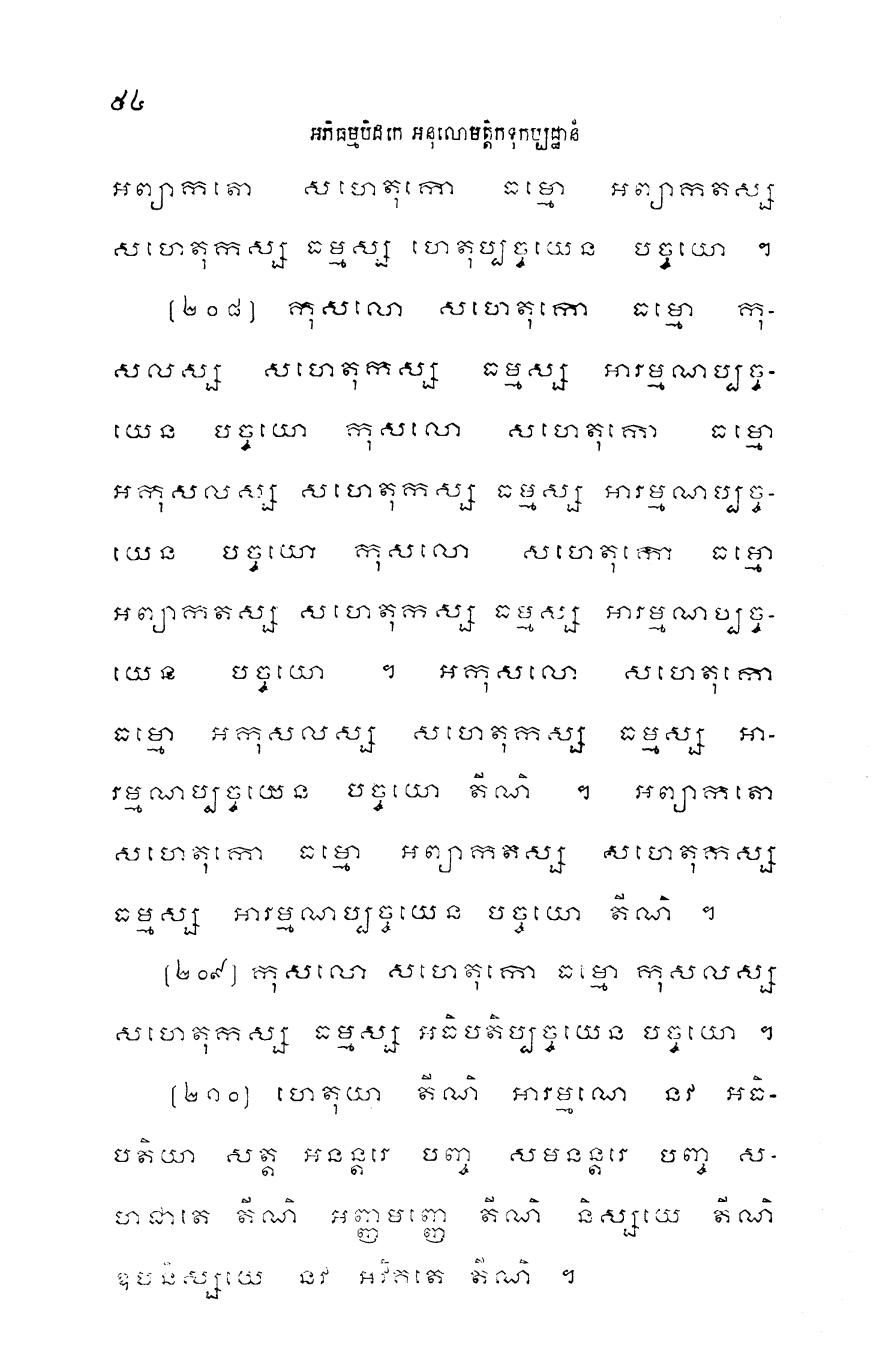 ៩៤
អភិធម្មបិដកេ អនុលោមត្តិកទុកប្បដ្ឋានំ
អព្យាកតោ សហេតុកោ ធម្មោ អព្យាកតស្ស
សហេតុកស្ស ធម្មស្ស ហេតុប្បច្ចយេន បច្ចយោ ។
[២០៨] កុសលោ សហេតុកោ ធម្មោ កុ-
សលស្ស សហេតុកស្ស ធម្មស្ស អារម្មណប្បច្ច-
យេន បច្ចយោ កុសលោ សហេតុកោ ធម្មោ
អកុសលស្ស សហេតុកស្ស ធម្មស្ស អារម្មណប្បច្ច-
យេន បច្ចយោ កុសលោ សហេតុកោ ធម្មោ
អព្យាកតស្ស សហេតុកស្ស ធម្មស្ស អារម្មណប្បច្ច-
យេន បច្ចយោ ។ អកុសលោ សហេតុកោ
ធម្មោ អកុសលស្ស សហេតុកស្ស ធម្មស្ស អា-
រម្មណប្បច្ចយេន បច្ចយោ តីណិ ។ អព្យាកតោ
សហេតុកោ ធម្មោ អព្យាកតស្ស សហេតុកស្ស
ធម្មស្ស អារម្មណប្បច្ចយេន បច្ចយោ តីណិ ។
[២០៩] កុសលោ សហេតុកោ ធម្មោ កុសលស្ស
សហេតុកស្ស ធម្មស្ស អធិបតិប្បច្ចយេន បច្ចយោ ។
[២១០] ហេតុយា តីណិ អារម្មណេ នវ អធិ-
បតិយា សត្ត អនន្តរេ បញ្ច សមនន្តរេ បញ្ច ស-
ហជាតេ តីណិ អញ្ញមញ្ញេ តីណិ និស្សយេ តីណិ
ឧបនិស្សយេ នវ អវិគតេ តីណិ ។